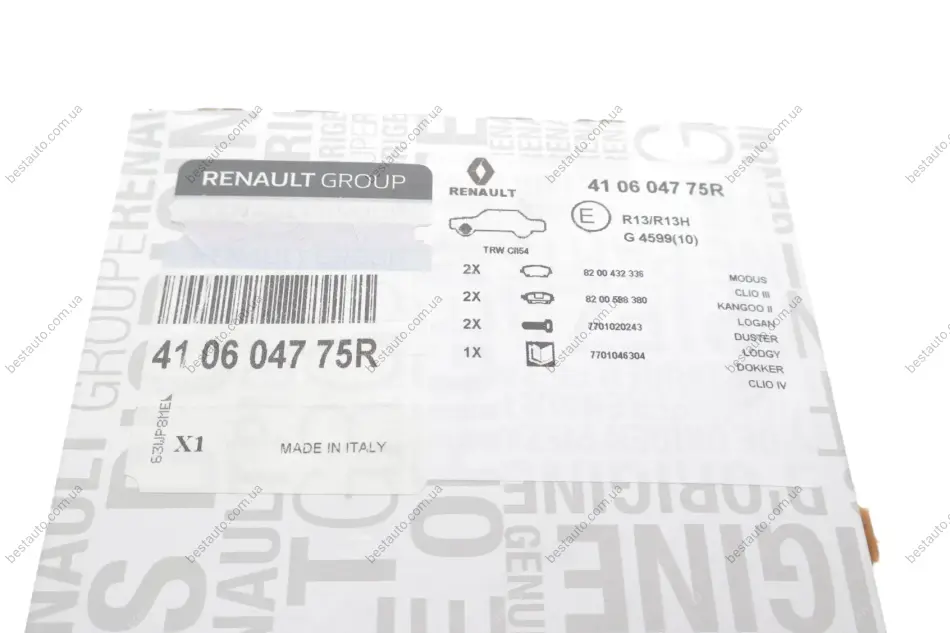 RENAULT GROUP
RENAULT
41 06 047 75R
E
R13/R13H
G 4599(10)
TRW CII54
2X 82 00 432 336
2X 82 00 588 380
2X 7701020243
1X 7701046304
MODUS
CLIO III
KANGOO II
LOGAN
DUSTER
LODGY
DOKKER
CLIO IV
41 06 047 75R
X1
MADE IN ITALY
bestauto.com.ua